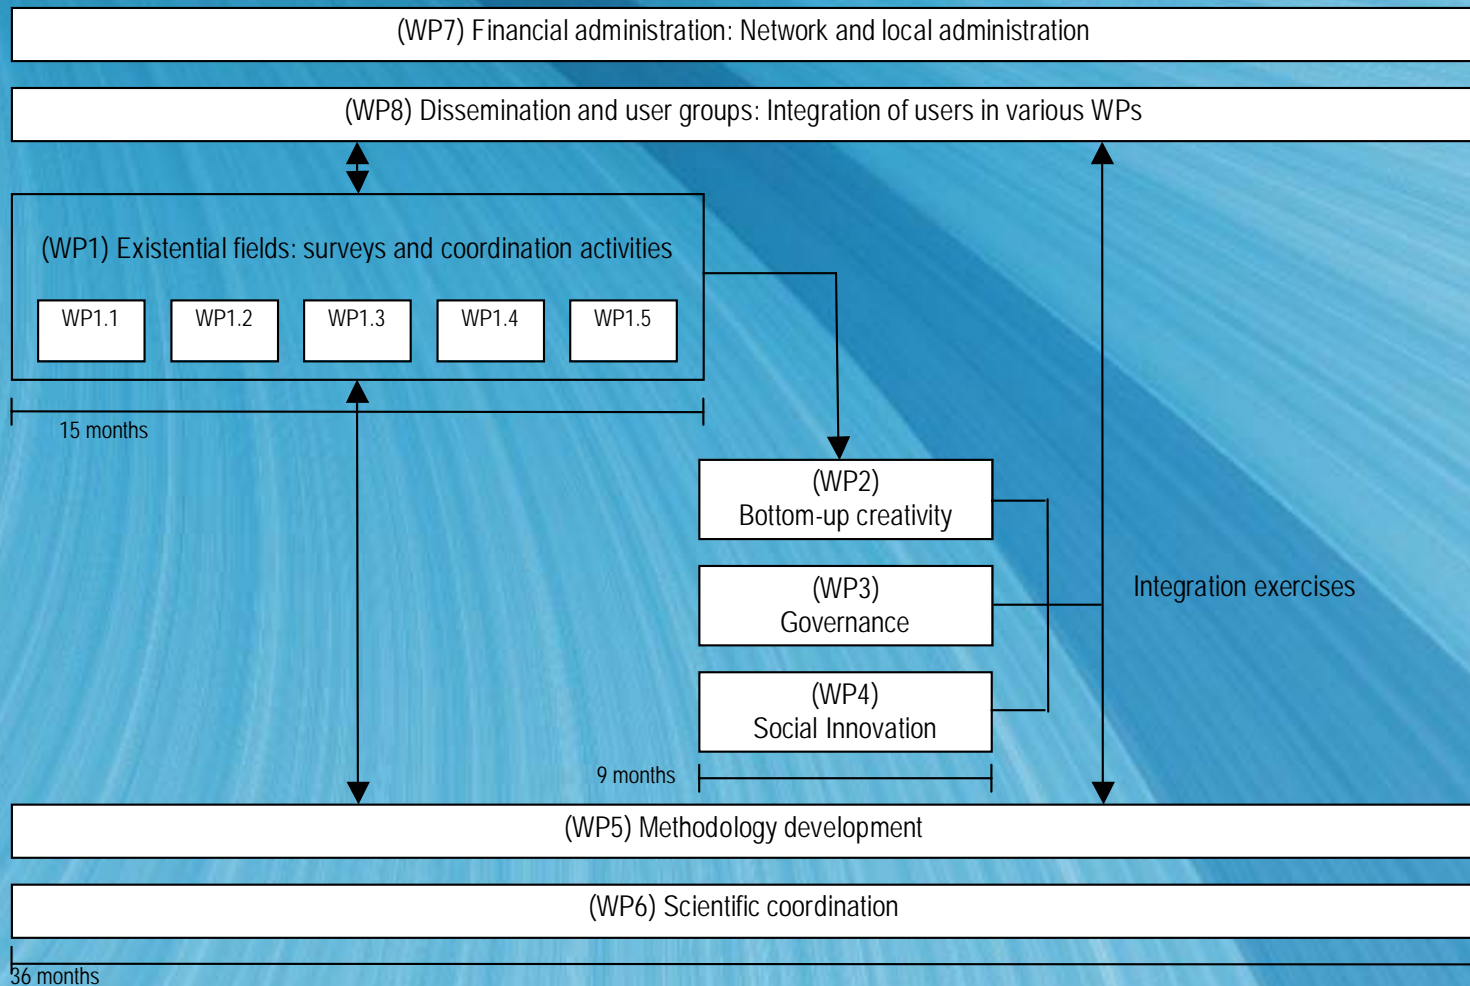 (WP7) Financial administration: Network and local administration
(WP8) Dissemination and user groups: Integration of users in various WPs
(WP1) Existential fields: surveys and coordination activities
WP1.1
WP1.2
WP1.3
WP1.4
WP1.5
15 months
(WP2)
Bottom-up creativity
(WP3)
Governance
Integration exercises
(WP4)
Social Innovation
9 months
(WP5) Methodology development
(WP6) Scientific coordination
36 months